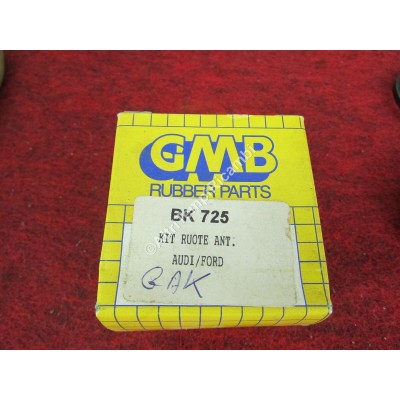 GMB
RUBBER PARTS
BK 725
KIT RUOTE ANT.
AUDI/FORD
GAK